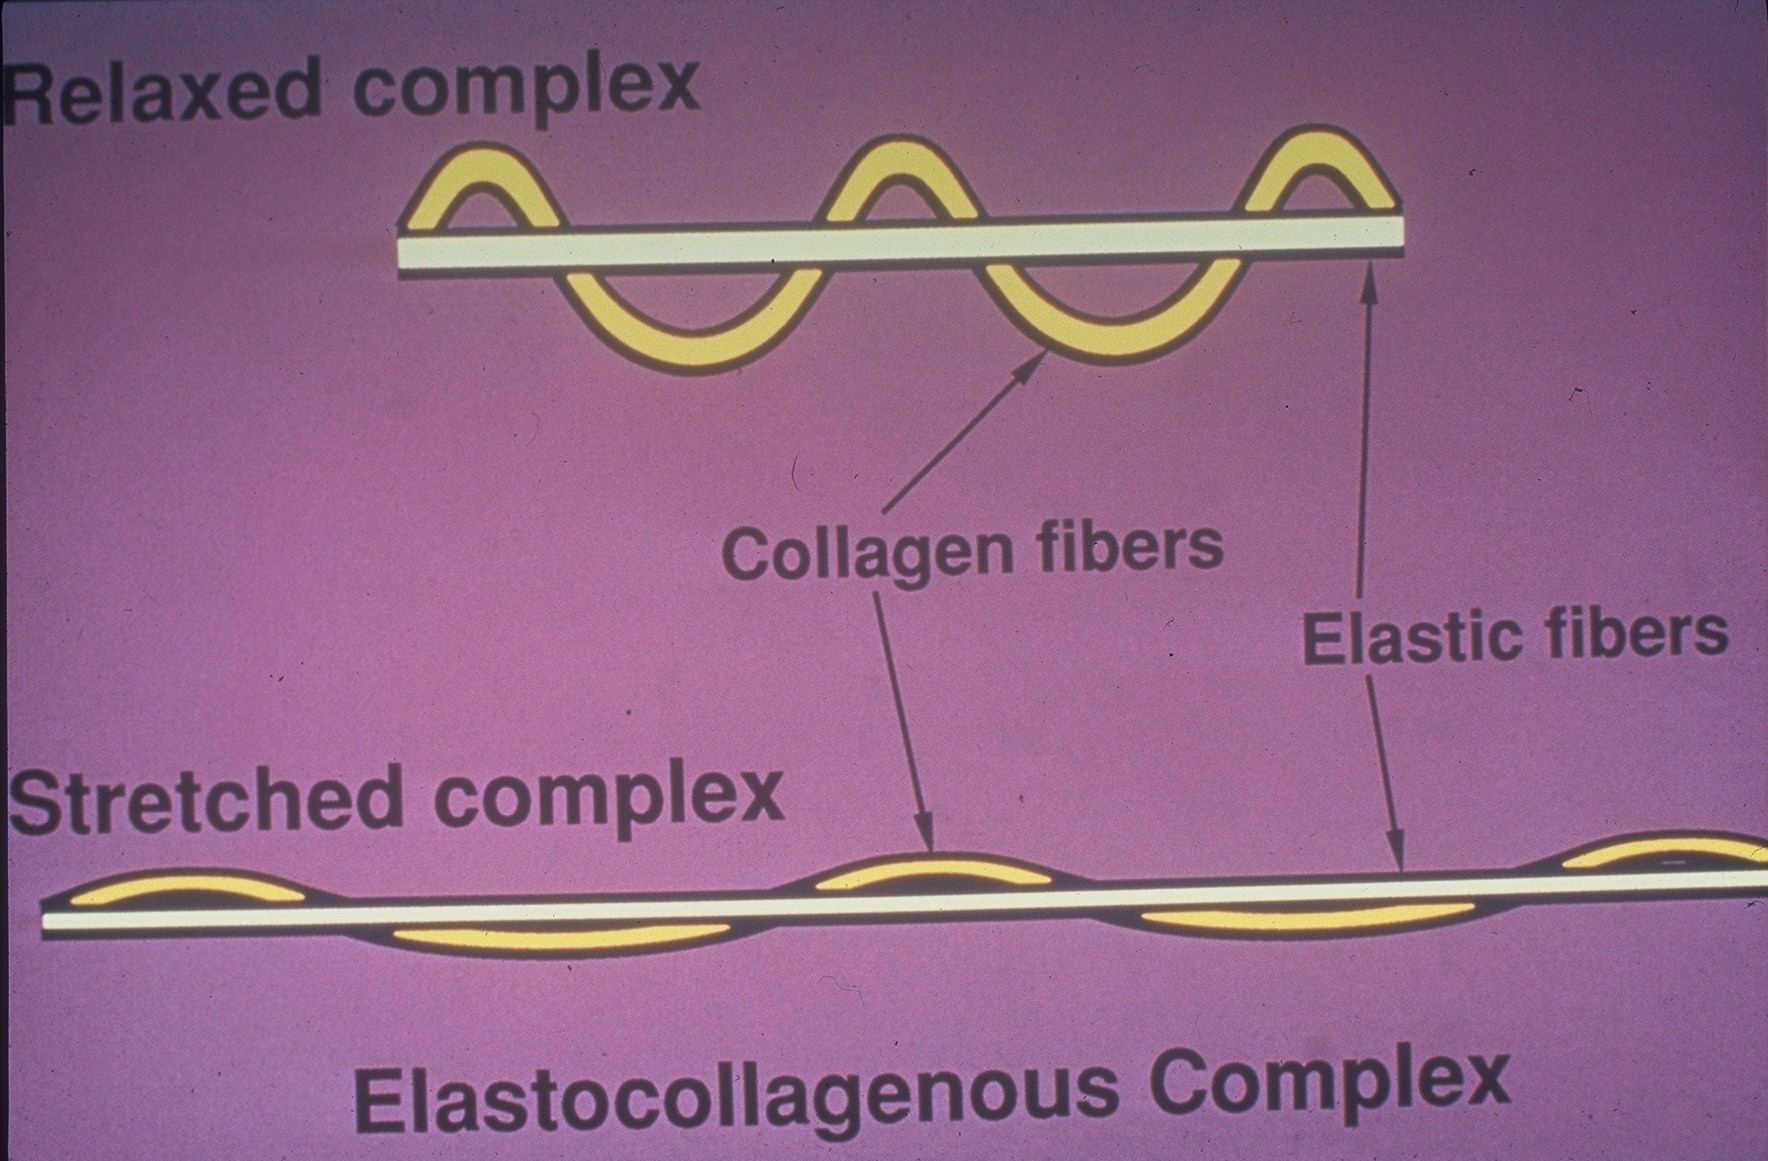 Relaxed complex
Collagen fibers
Elastic fibers
Stretched complex
Elastocollagenous Complex